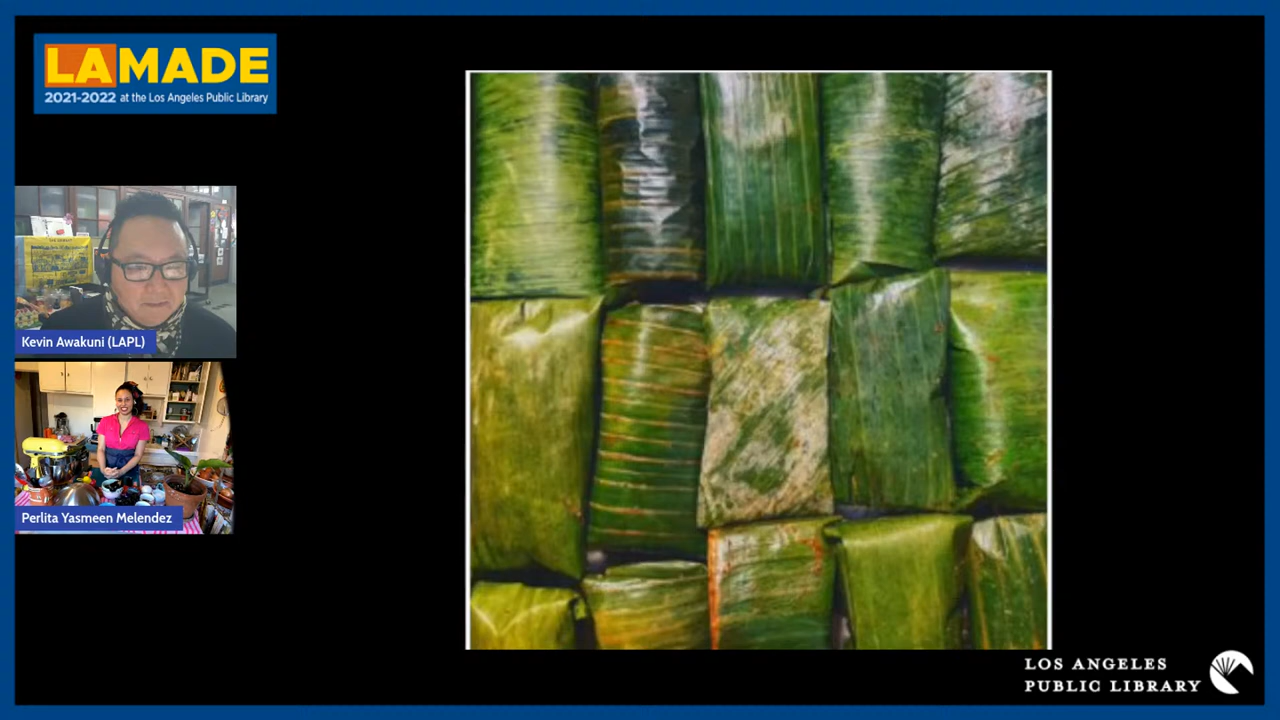 LAMADE
2021-2022 at the Los Angeles Public Library
Kevin Awakuni (LAPL)
Perlita Yasmeen Melendez
LOS ANGELES
PUBLIC LIBRARY